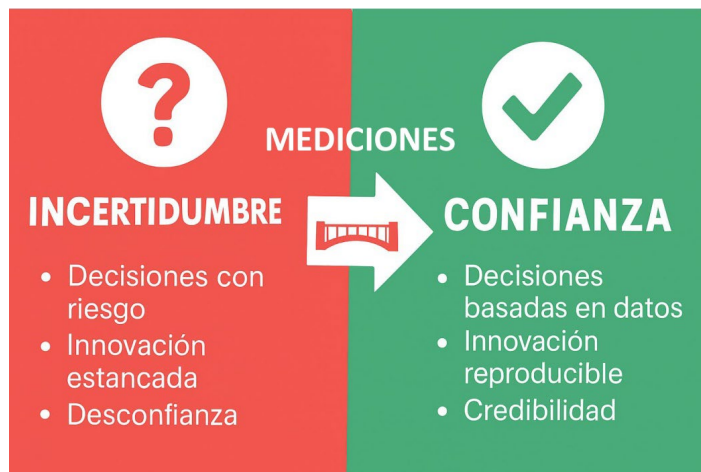 ?
MEDICIONES
INCERTIDUMBRE
• Decisiones con
riesgo
• Innovación
estancada
• Desconfianza
CONFIANZA
• Decisiones
basadas en datos
• Innovación
reproducible
• Credibilidad